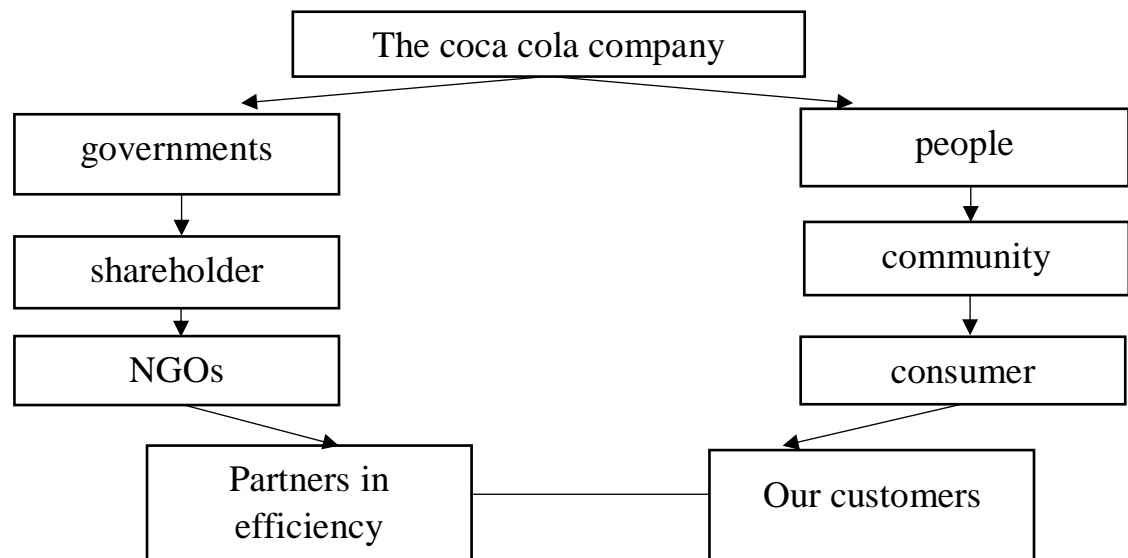 The coca cola company
governments
people
shareholder
community
NGOs
consumer
Partners in
efficiency
Our customers